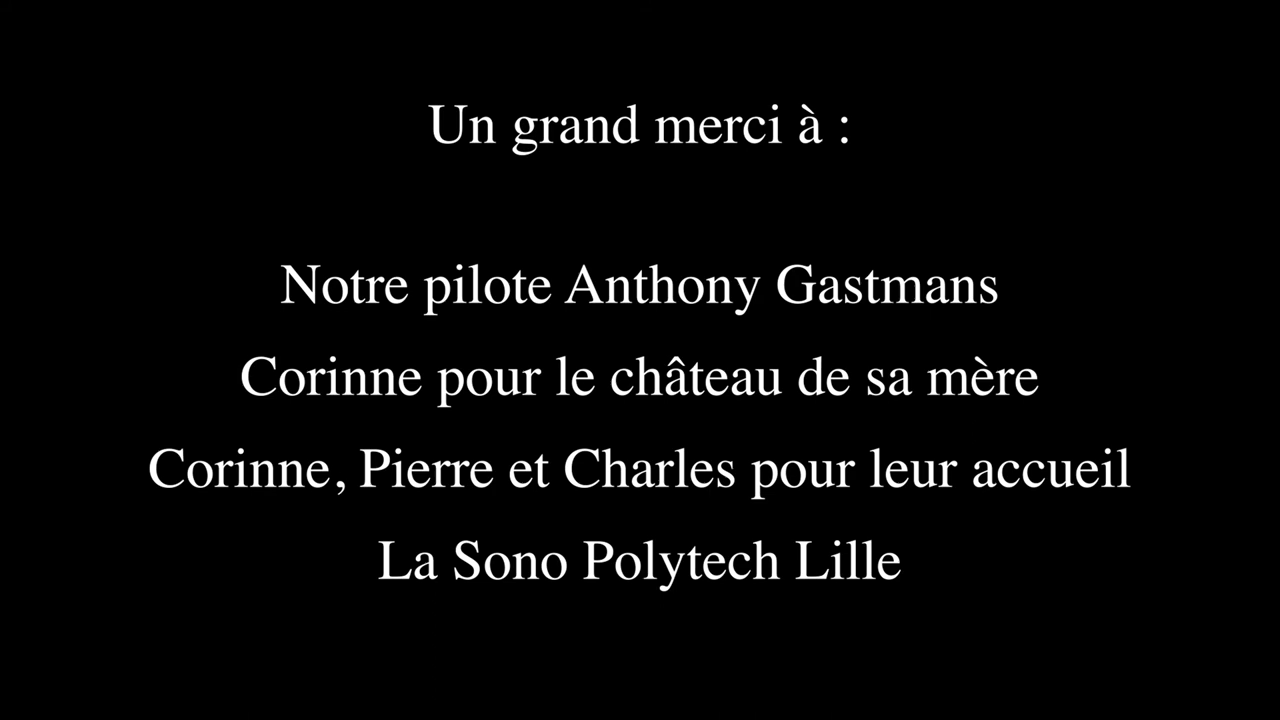 Un grand merci à :
Notre pilote Anthony Gastmans
Corinne pour le château de sa mère
Corinne, Pierre et Charles pour leur accueil
La Sono Polytech Lille